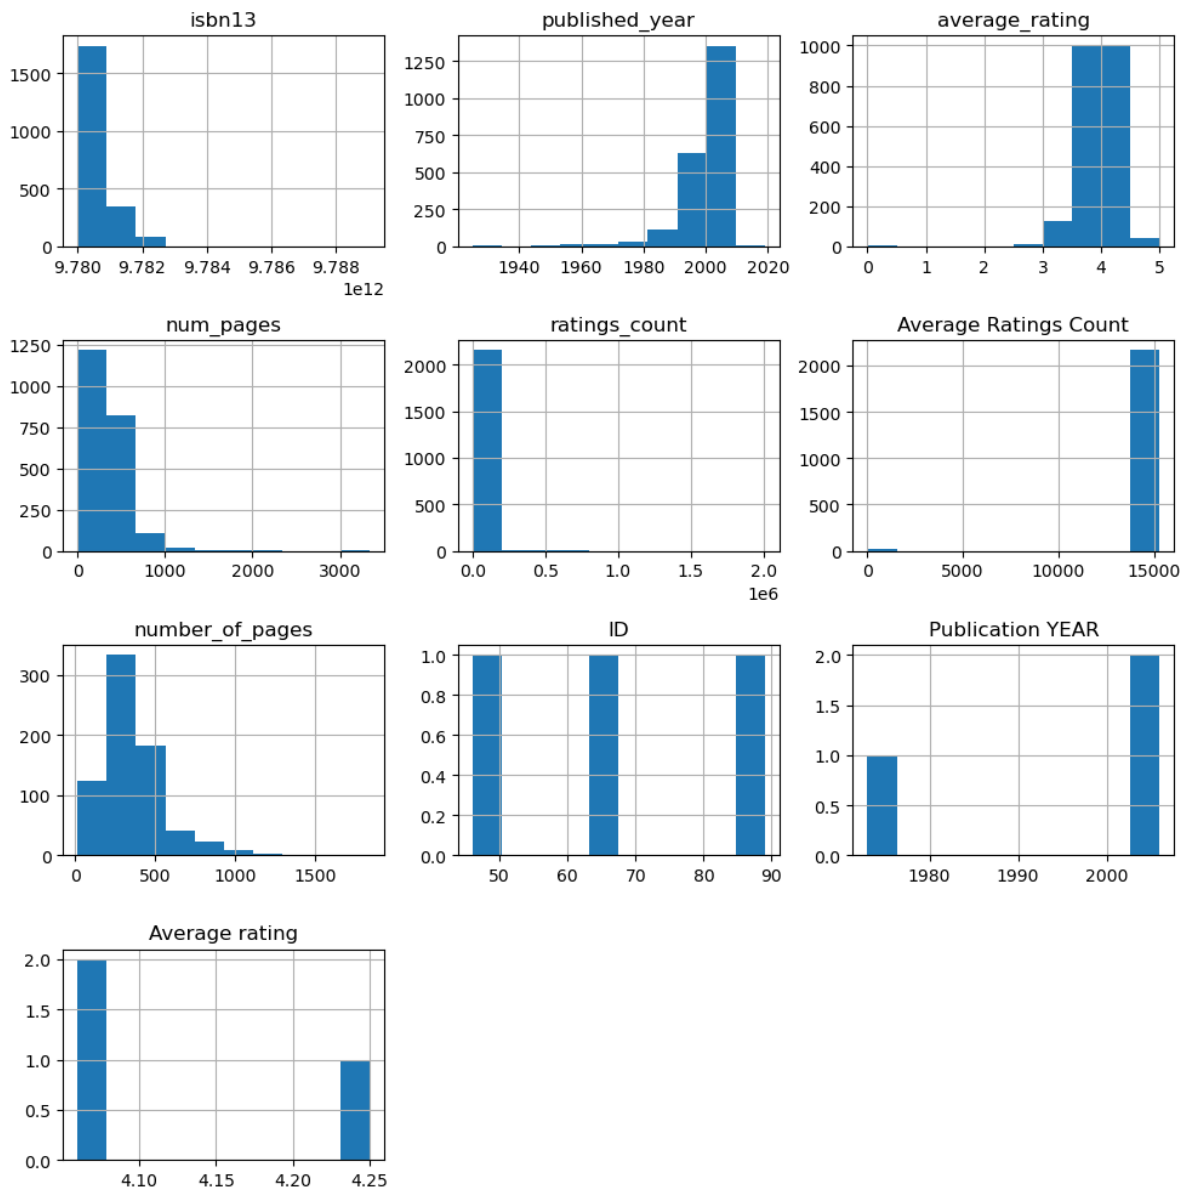 isbn13
1500
1000
500
0
9.780 9.782 9.784 9.786 9.788
1e12
published_year
1250
1000
750
500
250
0
1940 1960 1980 2000 2020
average_rating
1000
800
600
400
200
0
0 1 2 3 4 5
num_pages
1250
1000
750
500
250
0
0 1000 2000 3000
ratings_count
2000
1500
1000
500
0
0.0 0.5 1.0 1.5 2.0
1e6
Average Ratings Count
2000
1500
1000
500
0
0 5000 10000 15000
number_of_pages
300
200
100
0
0 500 1000 1500
ID
1.0
0.8
0.6
0.4
0.2
0.0
50 60 70 80 90
Publication YEAR
2.0
1.5
1.0
0.5
0.0
1980 1990 2000
Average rating
2.0
1.5
1.0
0.5
0.0
4.10 4.15 4.20 4.25